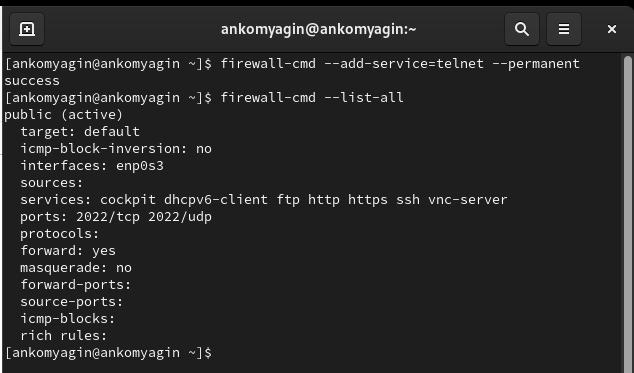 ankomyagin@ankomyagin:~
[ankomyagin@ankomyagin ~]$ firewall-cmd --add-service=telnet --permanent
success
[ankomyagin@ankomyagin ~]$ firewall-cmd --list-all
public (active)
  target: default
  icmp-block-inversion: no
  interfaces: enp0s3
  sources:
  services: cockpit dhcpv6-client ftp http https ssh vnc-server
  ports: 2022/tcp 2022/udp
  protocols:
  forward: yes
  masquerade: no
  forward-ports:
  source-ports:
  icmp-blocks:
  rich rules:
[ankomyagin@ankomyagin ~]$